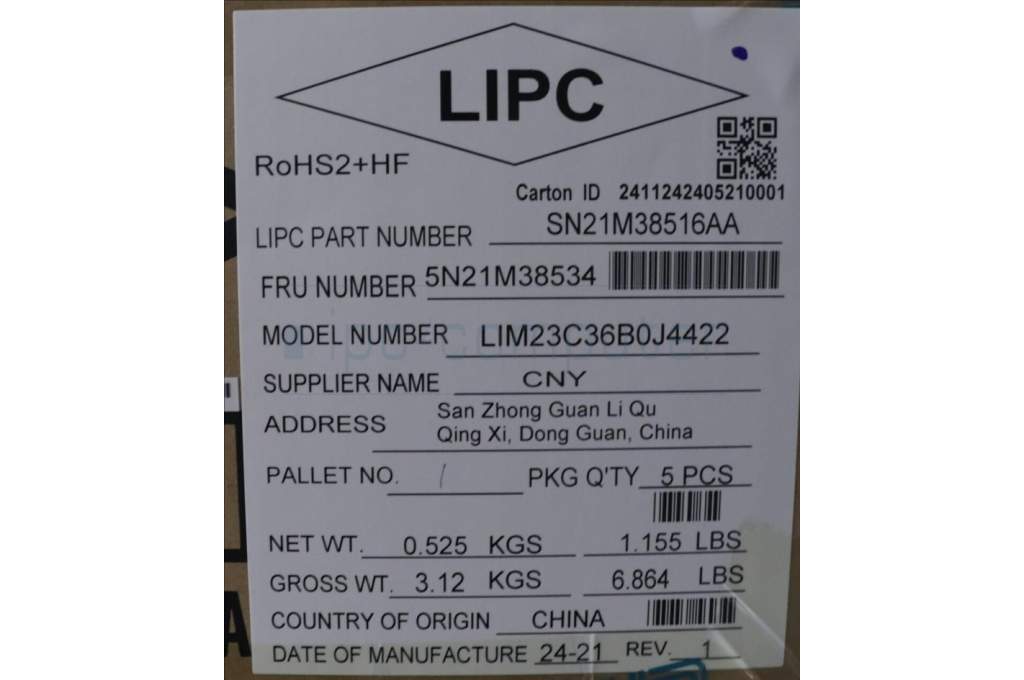 LIPC
RoHS2+HF
Carton ID 2411242405210001
LIPC PART NUMBER SN21M38516AA
FRU NUMBER 5N21M38534
MODEL NUMBER LIM23C36B0J4422
SUPPLIER NAME CNY
ADDRESS San Zhong Guan Li Qu
Qing Xi, Dong Guan, China
PALLET NO. / PKG Q'TY 5 PCS
NET WT. 0.525 KGS 1.155 LBS
GROSS WT. 3.12 KGS 6.864 LBS
COUNTRY OF ORIGIN CHINA
DATE OF MANUFACTURE 24-21 REV. 1